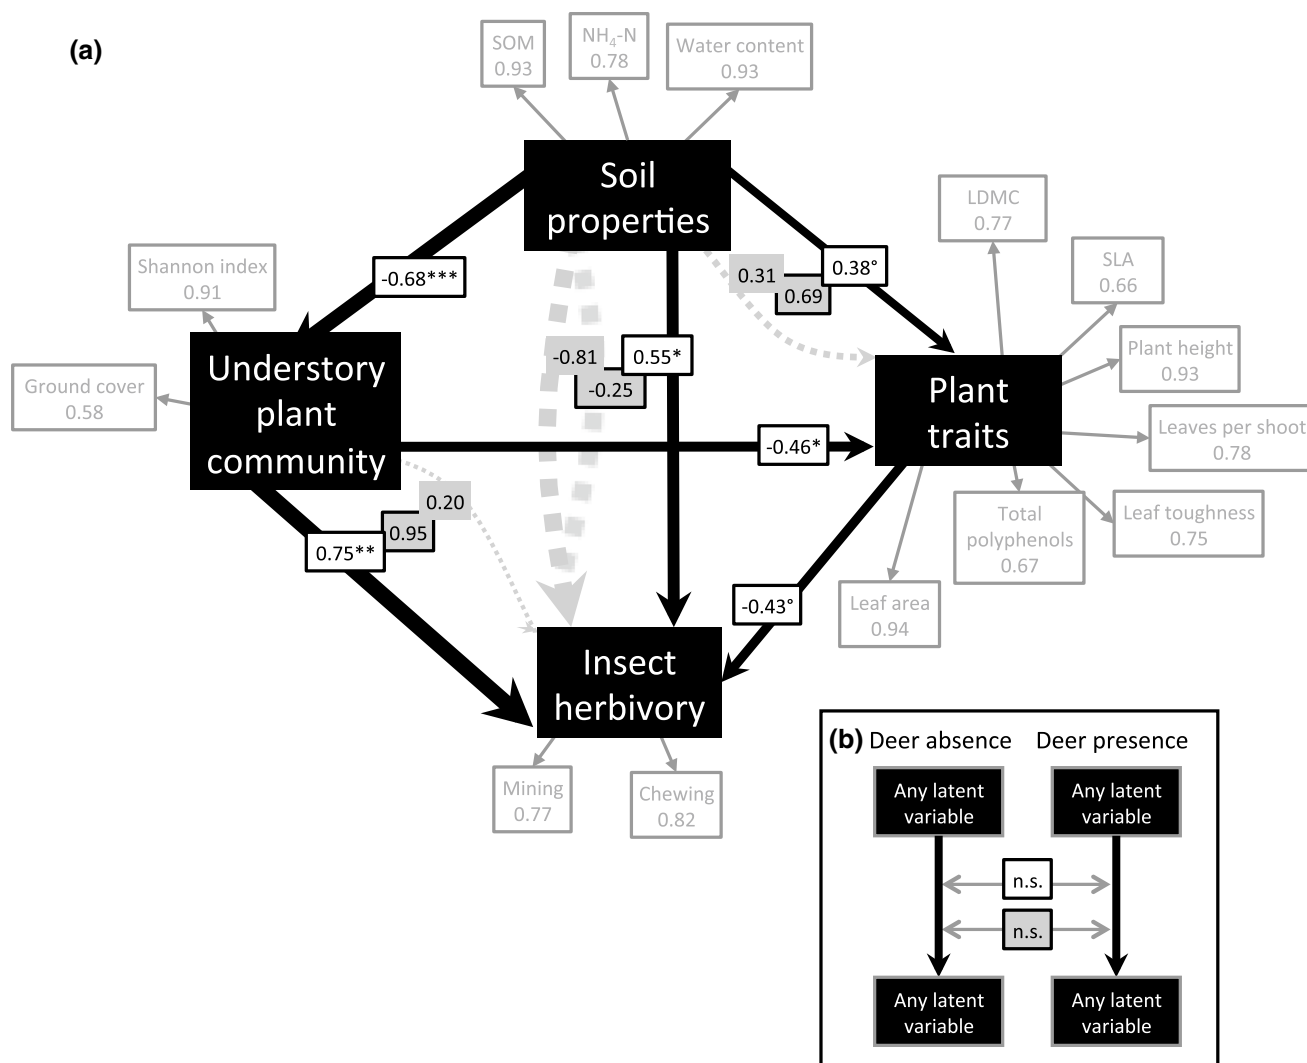 (a)
SOM
0.93
NH₄-N
0.78
Water content
0.93
Soil
properties
LDMC
0.77
SLA
0.66
Shannon index
0.91
-0.68***
0.31
0.69
0.38°
Ground cover
0.58
Understory
plant
community
-0.81
-0.25
0.55*
Plant
traits
Plant height
0.93
Leaves per shoot
0.78
-0.46*
0.20
0.95
0.75**
Total
polyphenols
0.67
Leaf toughness
0.75
Leaf area
0.94
-0.43°
Insect
herbivory
Mining
0.77
Chewing
0.82
(b) Deer absence Deer presence
Any latent
variable
Any latent
variable
n.s.
n.s.
Any latent
variable
Any latent
variable